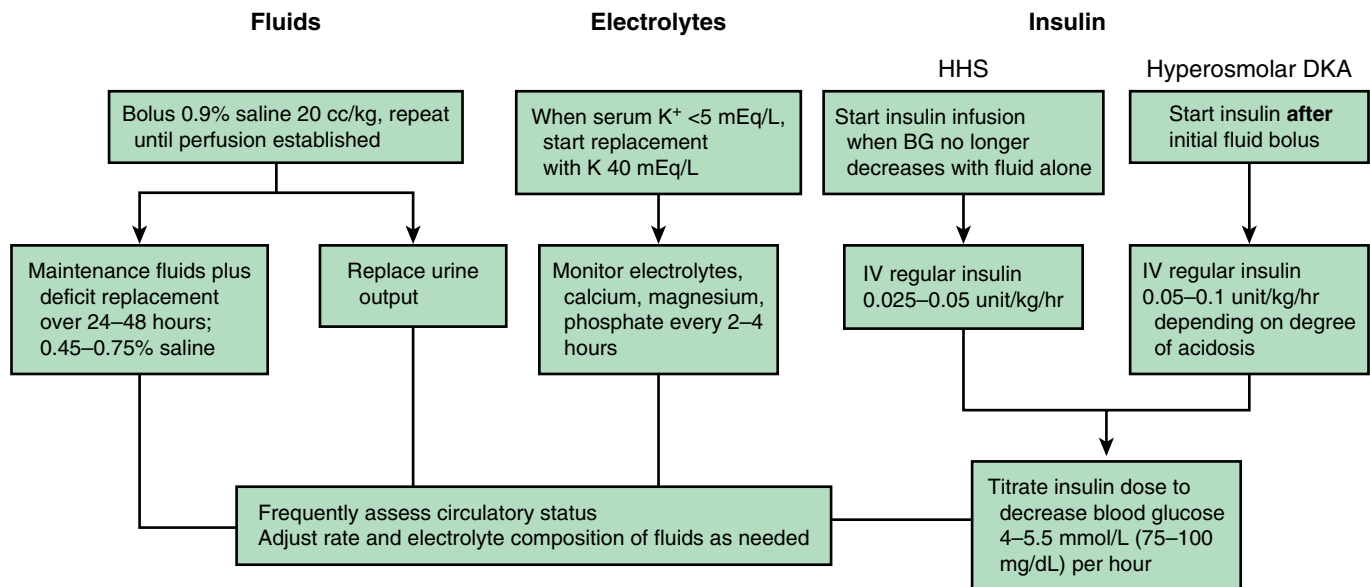 Fluids
Electrolytes
Insulin
HHS
Hyperosmolar DKA
Bolus 0.9% saline 20 cc/kg, repeat
until perfusion established
When serum K⁺ <5 mEq/L,
start replacement
with K 40 mEq/L
Start insulin infusion
when BG no longer
decreases with fluid alone
Start insulin after
initial fluid bolus
Maintenance fluids plus
deficit replacement
over 24–48 hours;
0.45–0.75% saline
Replace urine
output
Monitor electrolytes,
calcium, magnesium,
phosphate every 2–4
hours
IV regular insulin
0.025–0.05 unit/kg/hr
IV regular insulin
0.05–0.1 unit/kg/hr
depending on degree
of acidosis
Frequently assess circulatory status
Adjust rate and electrolyte composition of fluids as needed
Titrate insulin dose to
decrease blood glucose
4–5.5 mmol/L (75–100
mg/dL) per hour